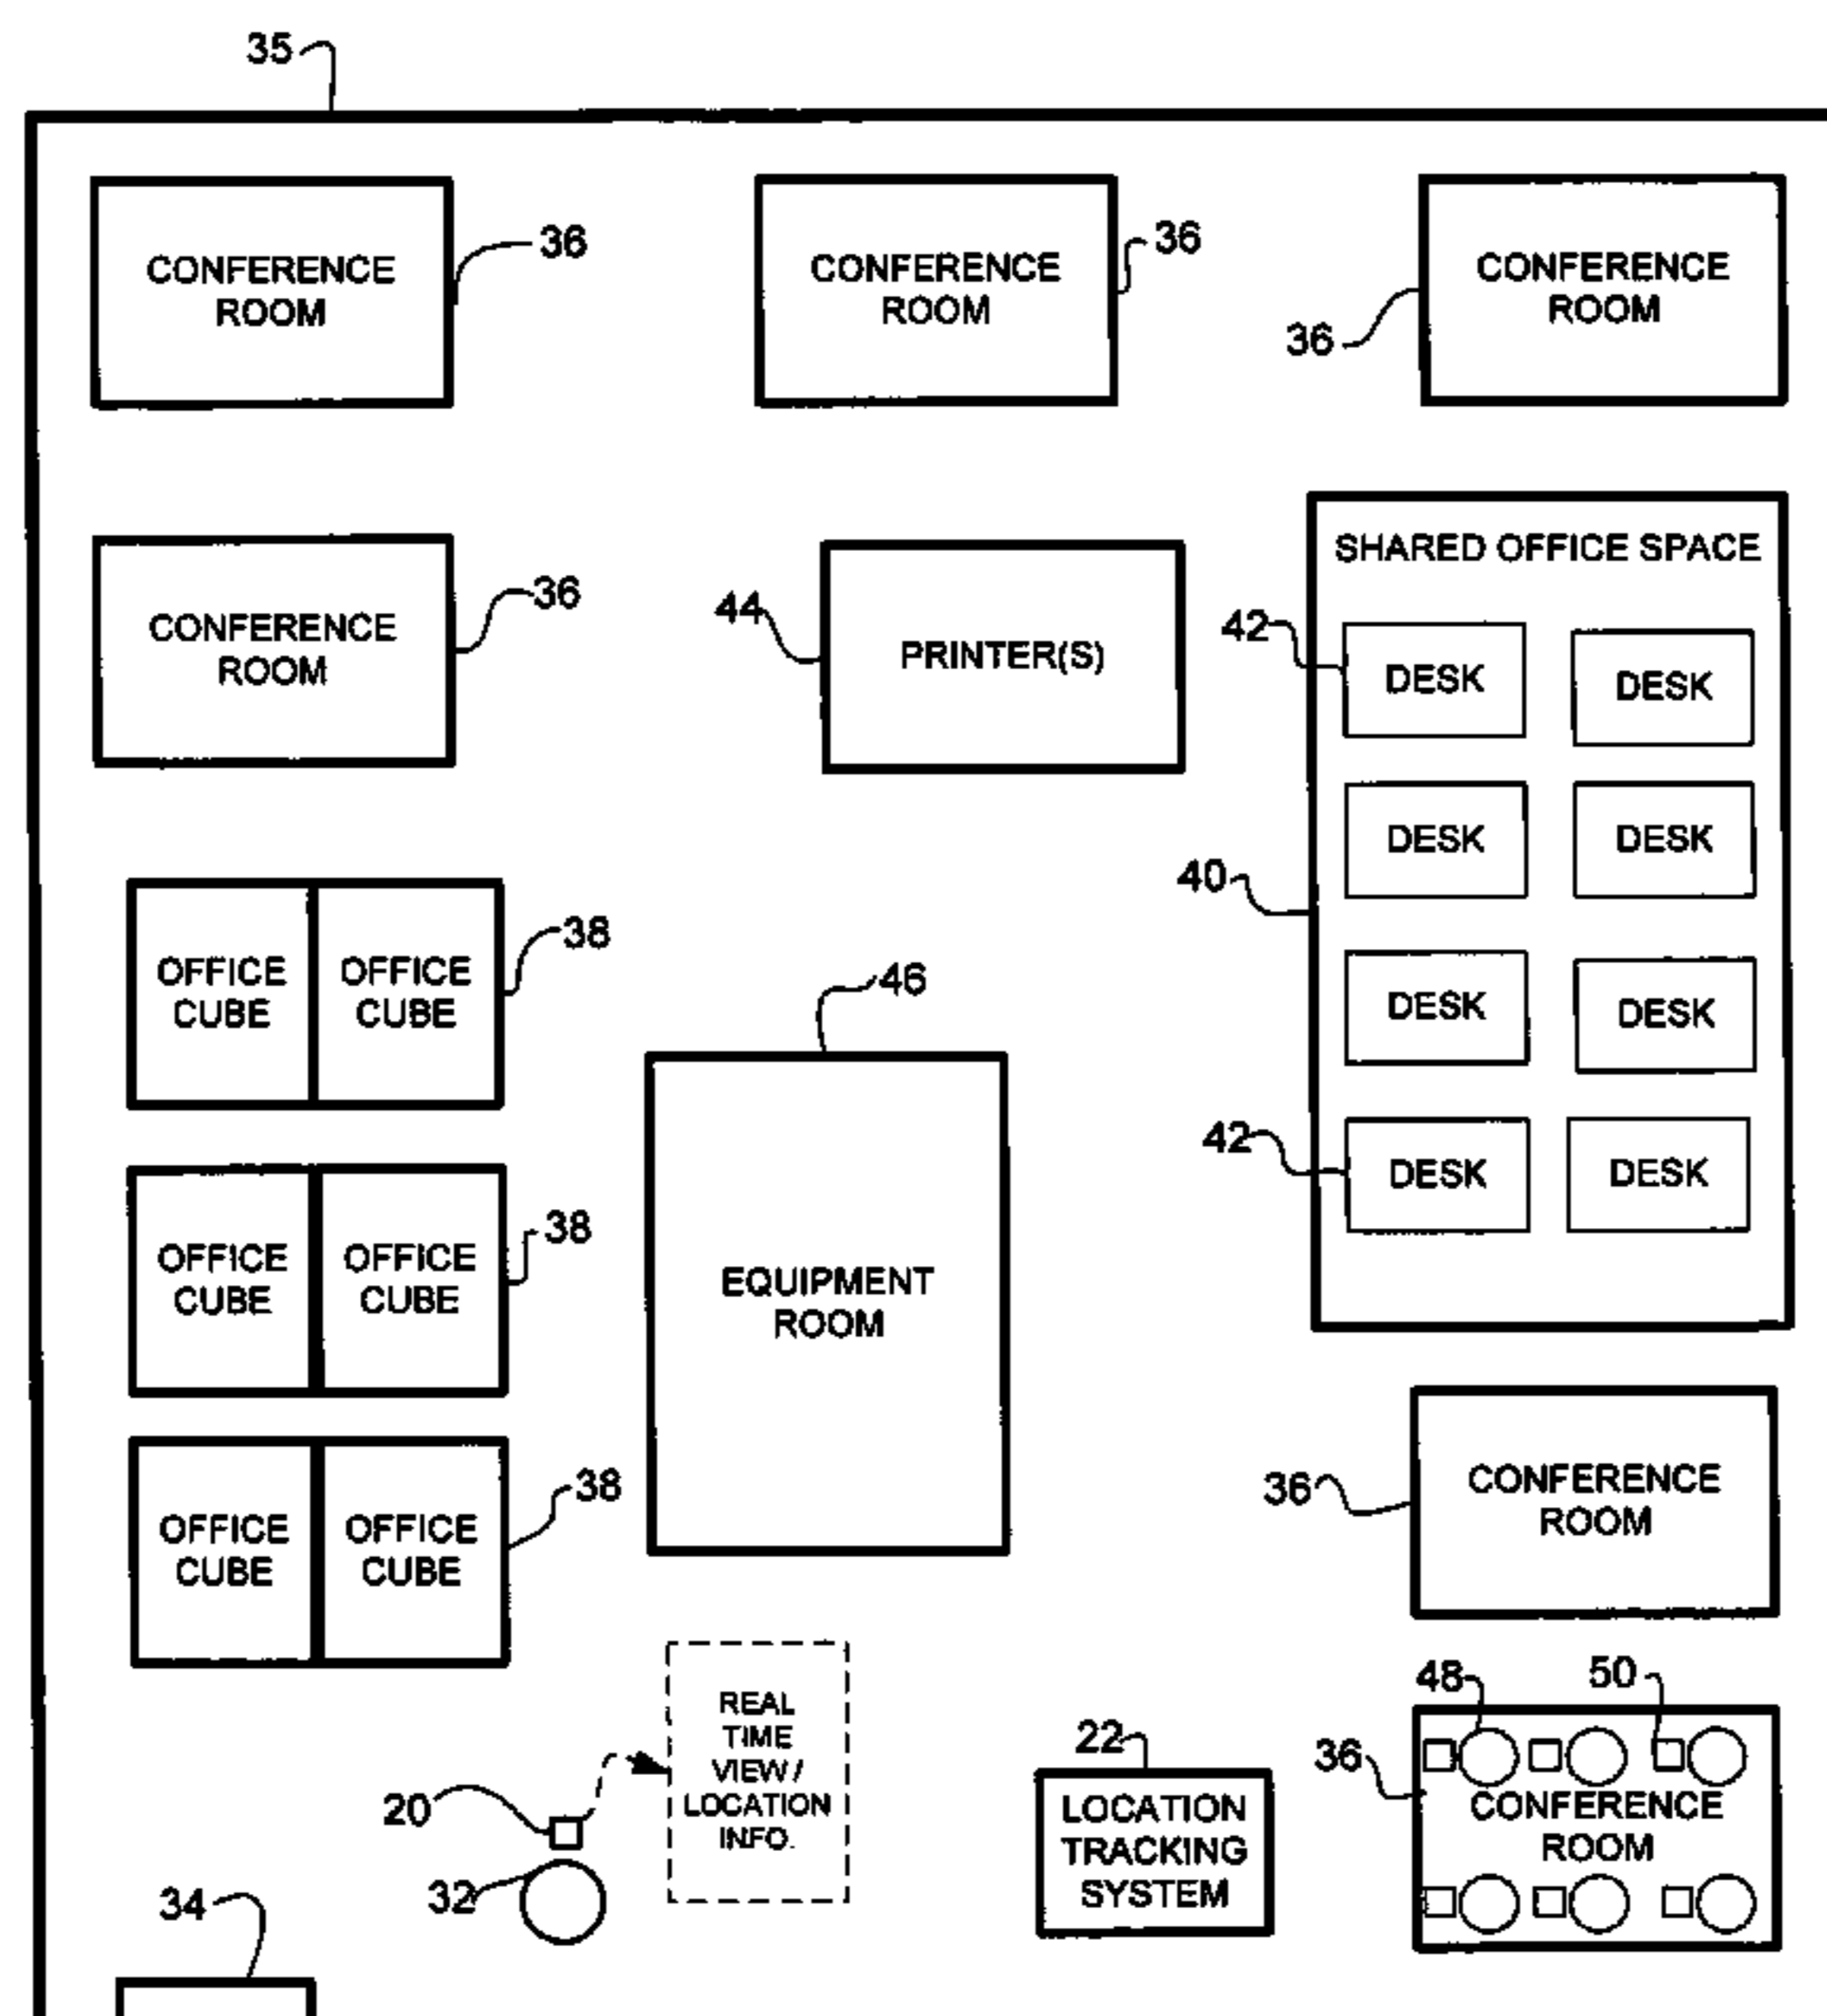 35
CONFERENCE
ROOM
36
CONFERENCE
ROOM
36
CONFERENCE
ROOM
36
CONFERENCE
ROOM
36
44
PRINTER(S)
SHARED OFFICE SPACE
42
DESK
DESK
DESK
DESK
40
DESK
DESK
42
DESK
DESK
OFFICE
CUBE
OFFICE
CUBE
38
OFFICE
CUBE
OFFICE
CUBE
38
OFFICE
CUBE
OFFICE
CUBE
38
46
EQUIPMENT
ROOM
36
CONFERENCE
ROOM
REAL
TIME
VIEW /
LOCATION
INFO.
20
32
22
LOCATION
TRACKING
SYSTEM
48
50
36
CONFERENCE
ROOM
34